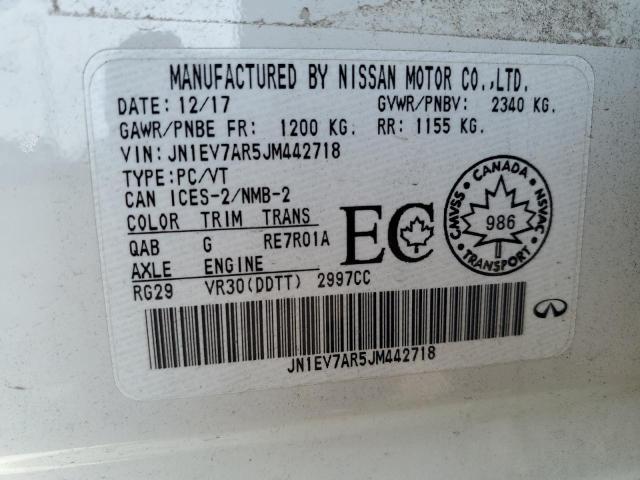 MANUFACTURED BY NISSAN MOTOR CO.,LTD.
DATE: 12/17 GVWR/PNBV: 2340 KG.
GAWR/PNBE FR: 1200 KG. RR: 1155 KG.
VIN: JN1EV7AR5JM442718
TYPE: PC/VT
CAN ICES-2/NMB-2
COLOR TRIM TRANS
QAB G RE7R01A
AXLE ENGINE
RG29 VR30(DDTT) 2997CC
EC
CANADA
CMVSS
986
NSVAC
TRANSPORT
JN1EV7AR5JM442718